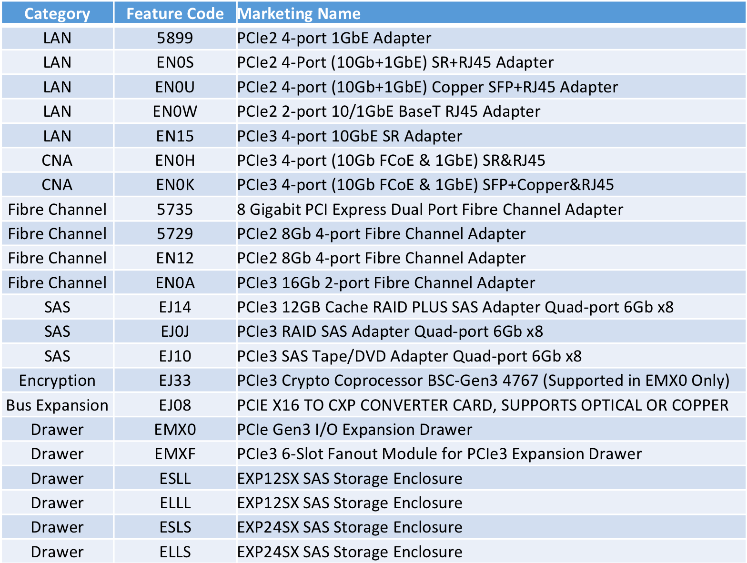 Category Feature Code Marketing Name
LAN 5899 PCIe2 4-port 1GbE Adapter
LAN EN0S PCIe2 4-Port (10Gb+1GbE) SR+RJ45 Adapter
LAN EN0U PCIe2 4-Port (10Gb+1GbE) Copper SFP+RJ45 Adapter
LAN EN0W PCIe2 2-port 10/1GbE BaseT RJ45 Adapter
LAN EN15 PCIe3 4-port 10GbE SR Adapter
CNA EN0H PCIe3 4-port (10Gb FCoE & 1GbE) SR&RJ45
CNA EN0K PCIe3 4-port (10Gb FCoE & 1GbE) SFP+Copper&RJ45
Fibre Channel 5735 8 Gigabit PCI Express Dual Port Fibre Channel Adapter
Fibre Channel 5729 PCIe2 8Gb 4-port Fibre Channel Adapter
Fibre Channel EN12 PCIe2 8Gb 4-port Fibre Channel Adapter
Fibre Channel EN0A PCIe3 16Gb 2-port Fibre Channel Adapter
SAS EJ14 PCIe3 12GB Cache RAID PLUS SAS Adapter Quad-port 6Gb x8
SAS EJ0J PCIe3 RAID SAS Adapter Quad-port 6Gb x8
SAS EJ10 PCIe3 SAS Tape/DVD Adapter Quad-port 6Gb x8
Encryption EJ33 PCIe3 Crypto Coprocessor BSC-Gen3 4767 (Supported in EMX0 Only)
Bus Expansion EJ08 PCIE X16 TO CXP CONVERTER CARD, SUPPORTS OPTICAL OR COPPER
Drawer EMX0 PCIe Gen3 I/O Expansion Drawer
Drawer EMXF PCIe3 6-Slot Fanout Module for PCIe3 Expansion Drawer
Drawer ESLL EXP12SX SAS Storage Enclosure
Drawer ELLL EXP12SX SAS Storage Enclosure
Drawer ESLS EXP24SX SAS Storage Enclosure
Drawer ELLS EXP24SX SAS Storage Enclosure